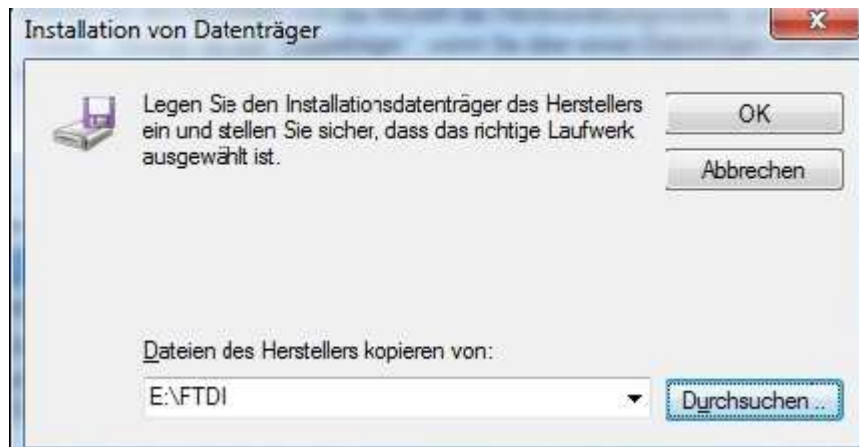 Installation von Datenträger
Legen Sie den Installationsdatenträger des Herstellers
ein und stellen Sie sicher, dass das richtige Laufwerk
ausgewählt ist.
OK
Abbrechen
Dateien des Herstellers kopieren von:
E:\FTDI
Durchsuchen ..